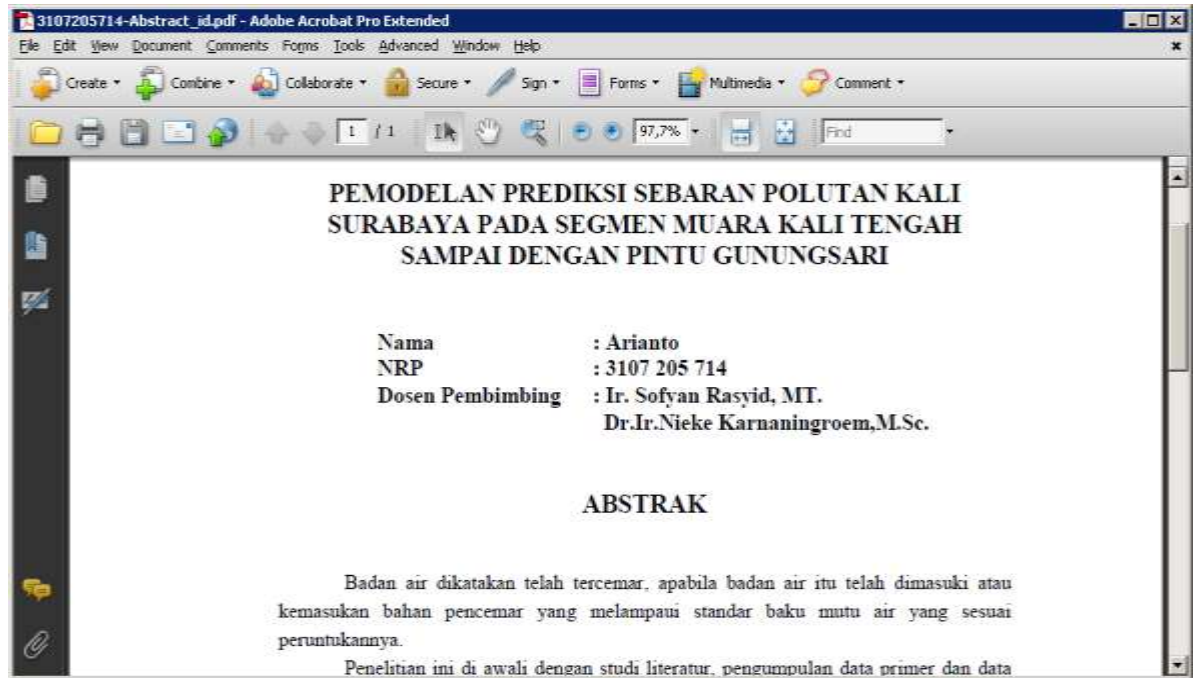 3107205714-Abstract_id.pdf - Adobe Acrobat Pro Extended
File Edit View Document Comments Forms Tools Advanced Window Help
Create Combine Collaborate Secure Sign Forms Multimedia Comment
1 / 1 97,7% Find
PEMODELAN PREDIKSI SEBARAN POLUTAN KALI
SURABAYA PADA SEGMEN MUARA KALI TENGAH
SAMPAI DENGAN PINTU GUNUNGSARI
Nama : Arianto
NRP : 3107 205 714
Dosen Pembimbing : Ir. Sofyan Rasyid, MT.
Dr.Ir.Nieke Karnaningroem,M.Sc.
ABSTRAK
Badan air dikatakan telah tercemar, apabila badan air itu telah dimasuki atau
kemasukan bahan pencemar yang melampaui standar baku mutu air yang sesuai
peruntukannya.
Penelitian ini di awali dengan studi literatur, pengumpulan data primer dan data